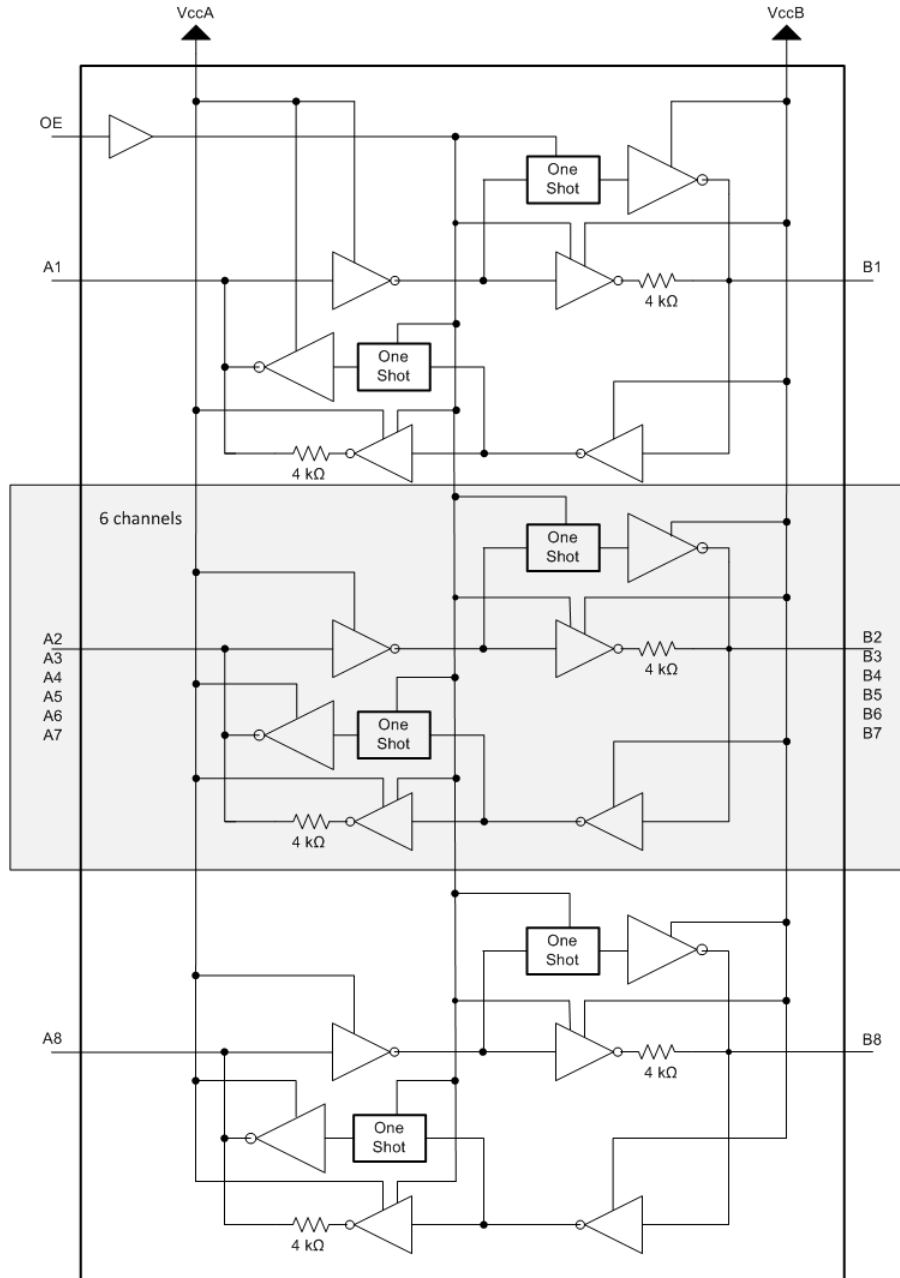 VccA
VccB
OE
One
Shot
A1
B1
4 kΩ
One
Shot
4 kΩ
6 channels
One
Shot
A2
A3
A4
A5
A6
A7
4 kΩ
B2
B3
B4
B5
B6
B7
One
Shot
4 kΩ
One
Shot
A8
B8
4 kΩ
One
Shot
4 kΩ